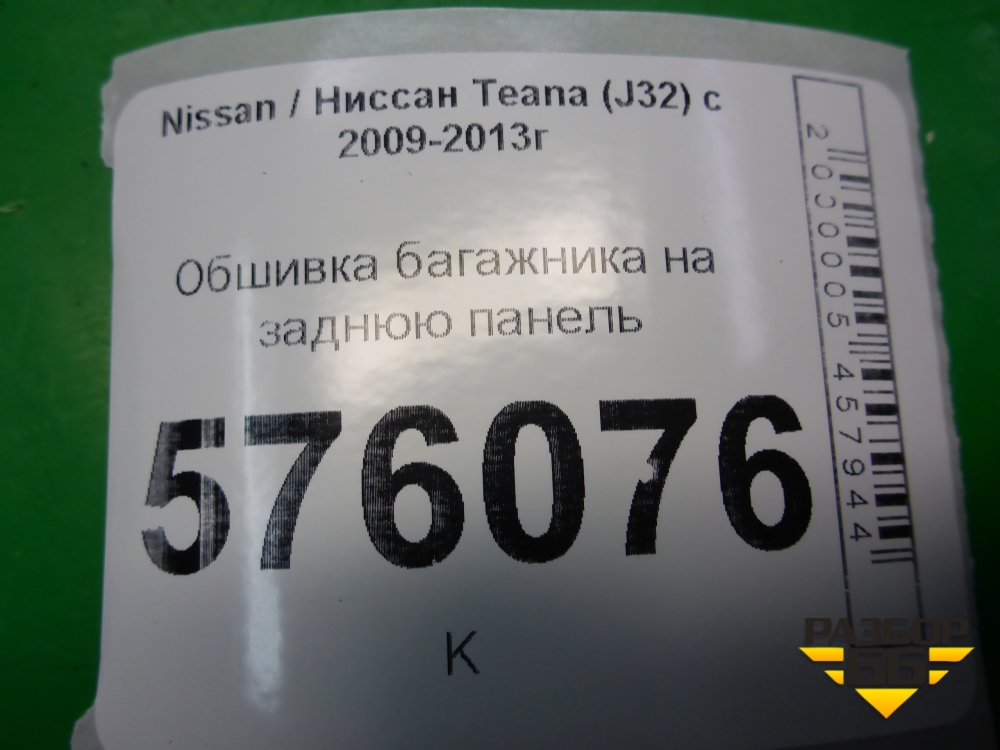 Nissan / Ниссан Teana (J32) с
2009-2013г
Обшивка багажника на
заднюю панель
576076
К
2000005457944
РАЗБОР
66